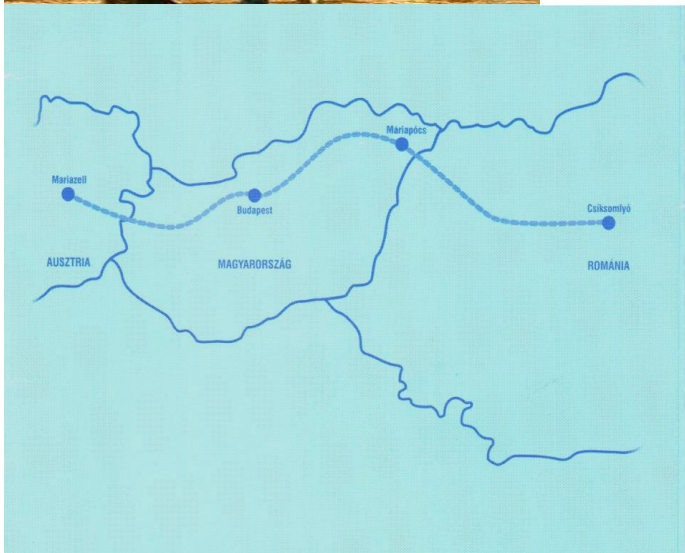 Máriapócs
Mariazell
Budapest
Csíksomlyó
AUSZTRIA
MAGYARORSZÁG
ROMÁNIA